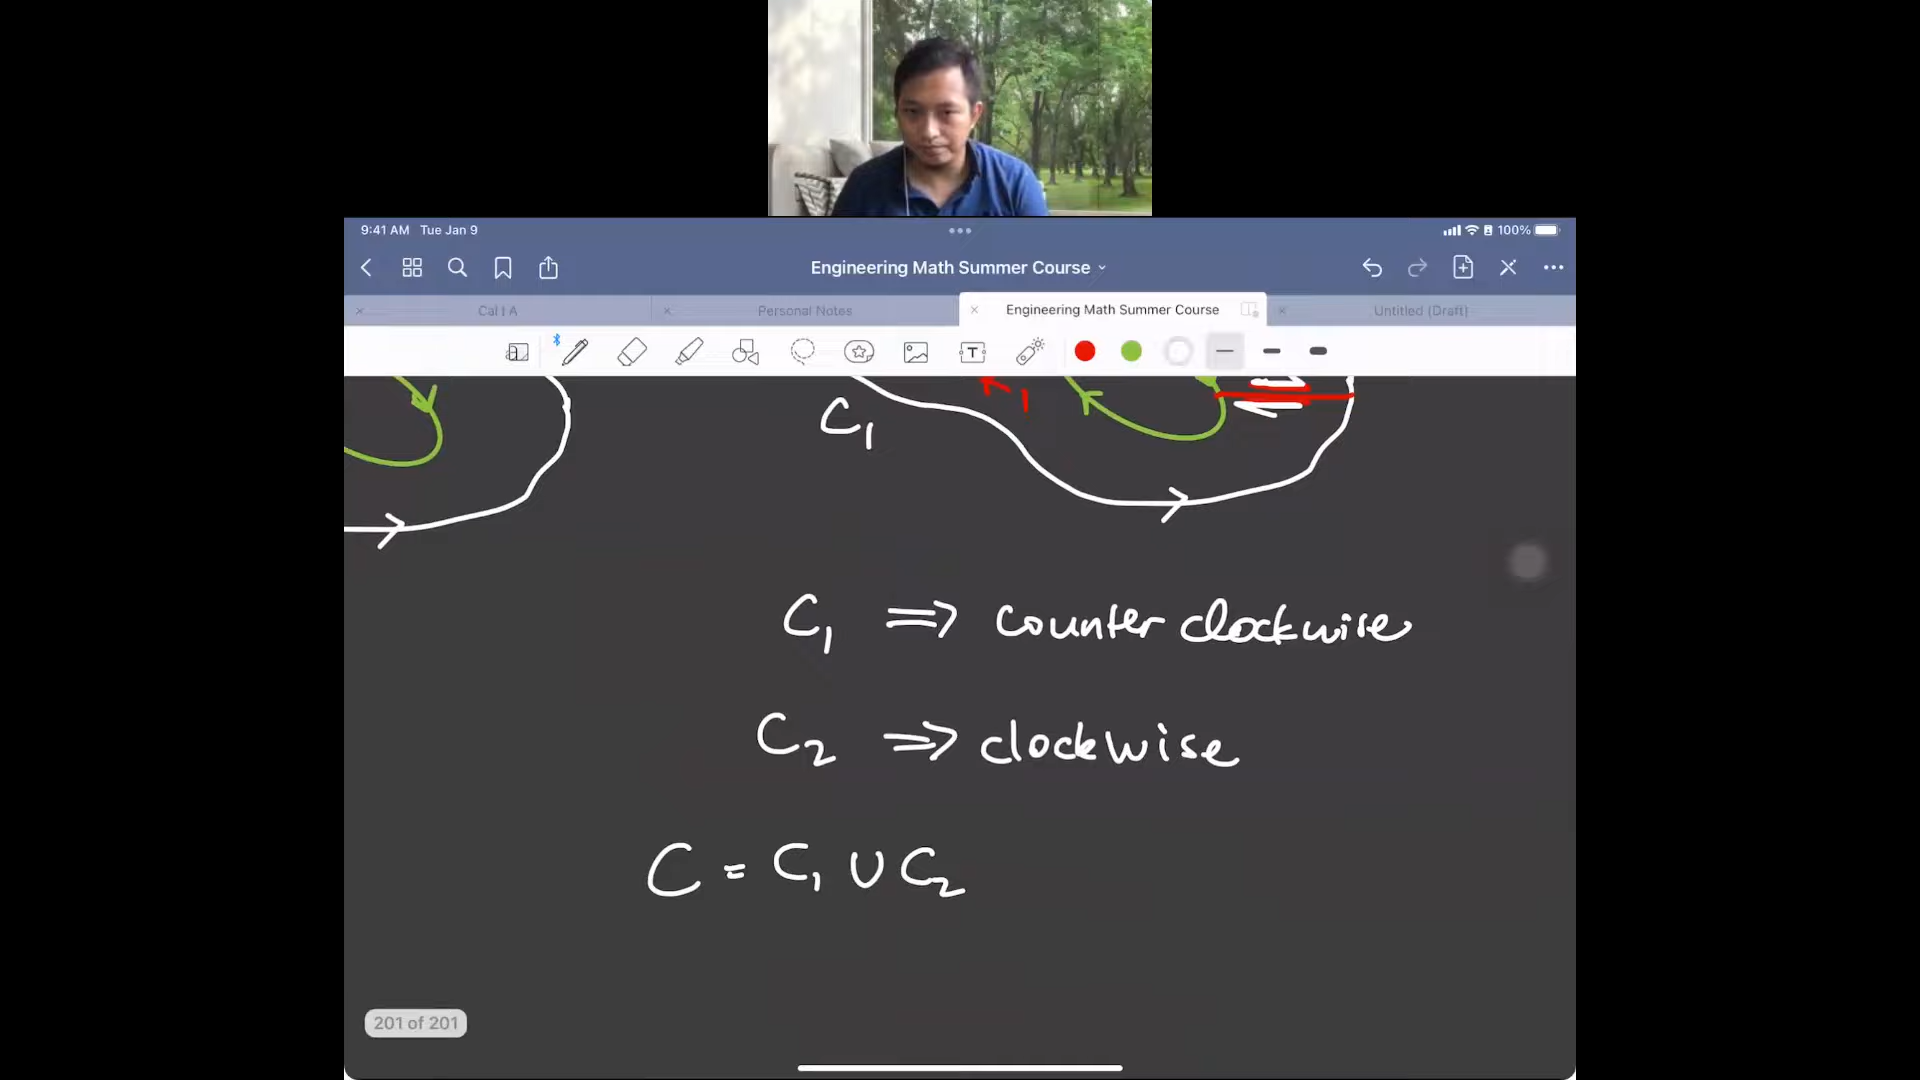 9:41 AM Tue Jan 9
100%
Engineering Math Summer Course
Cal I A
Personal Notes
Engineering Math Summer Course
Untitled (Draft)
1
C₁
C₁ ⇒ counter clockwise
C₂ ⇒ clockwise
C = C₁ ∪ C₂
201 of 201